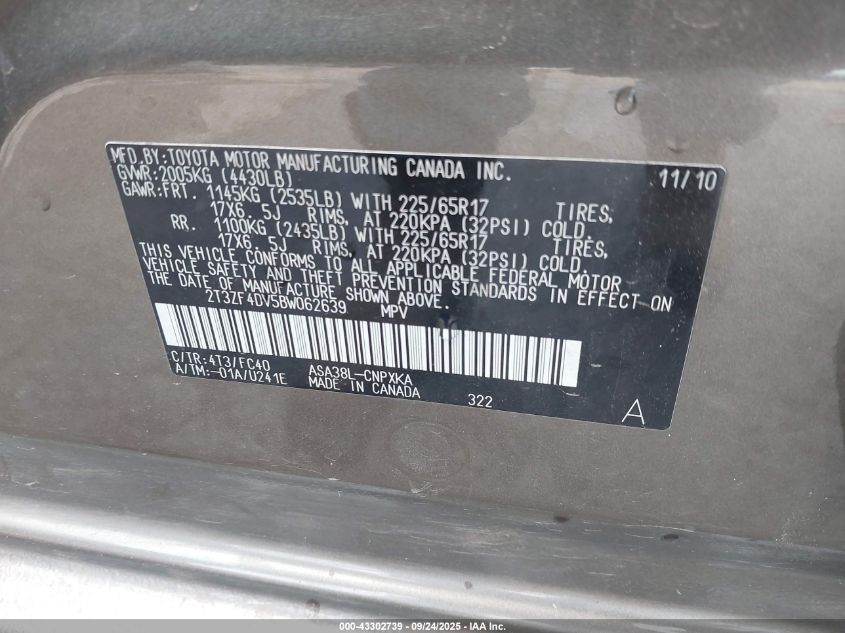 MFD.BY:TOYOTA MOTOR MANUFACTURING CANADA INC. 11/10
GVWR:2005KG (4430LB)
GAWR:FRT. 1145KG (2535LB) WITH 225/65R17 TIRES,
17X6. 5J RIMS, AT 220KPA (32PSI) COLD.
RR. 1100KG (2435LB) WITH 225/65R17 TIRES,
17X6. 5J RIMS, AT 220KPA (32PSI) COLD.
THIS VEHICLE CONFORMS TO ALL APPLICABLE FEDERAL MOTOR
VEHICLE SAFETY AND THEFT PREVENTION STANDARDS IN EFFECT ON
THE DATE OF MANUFACTURE SHOWN ABOVE.
2T3ZF4DV5BW062639 MPV
C/TR:4T3/FC40 ASA38L-CNPXKA
A/TM:-01A/U241E MADE IN CANADA 322 A
000-43302739 - 09/24/2025 - IAA Inc.